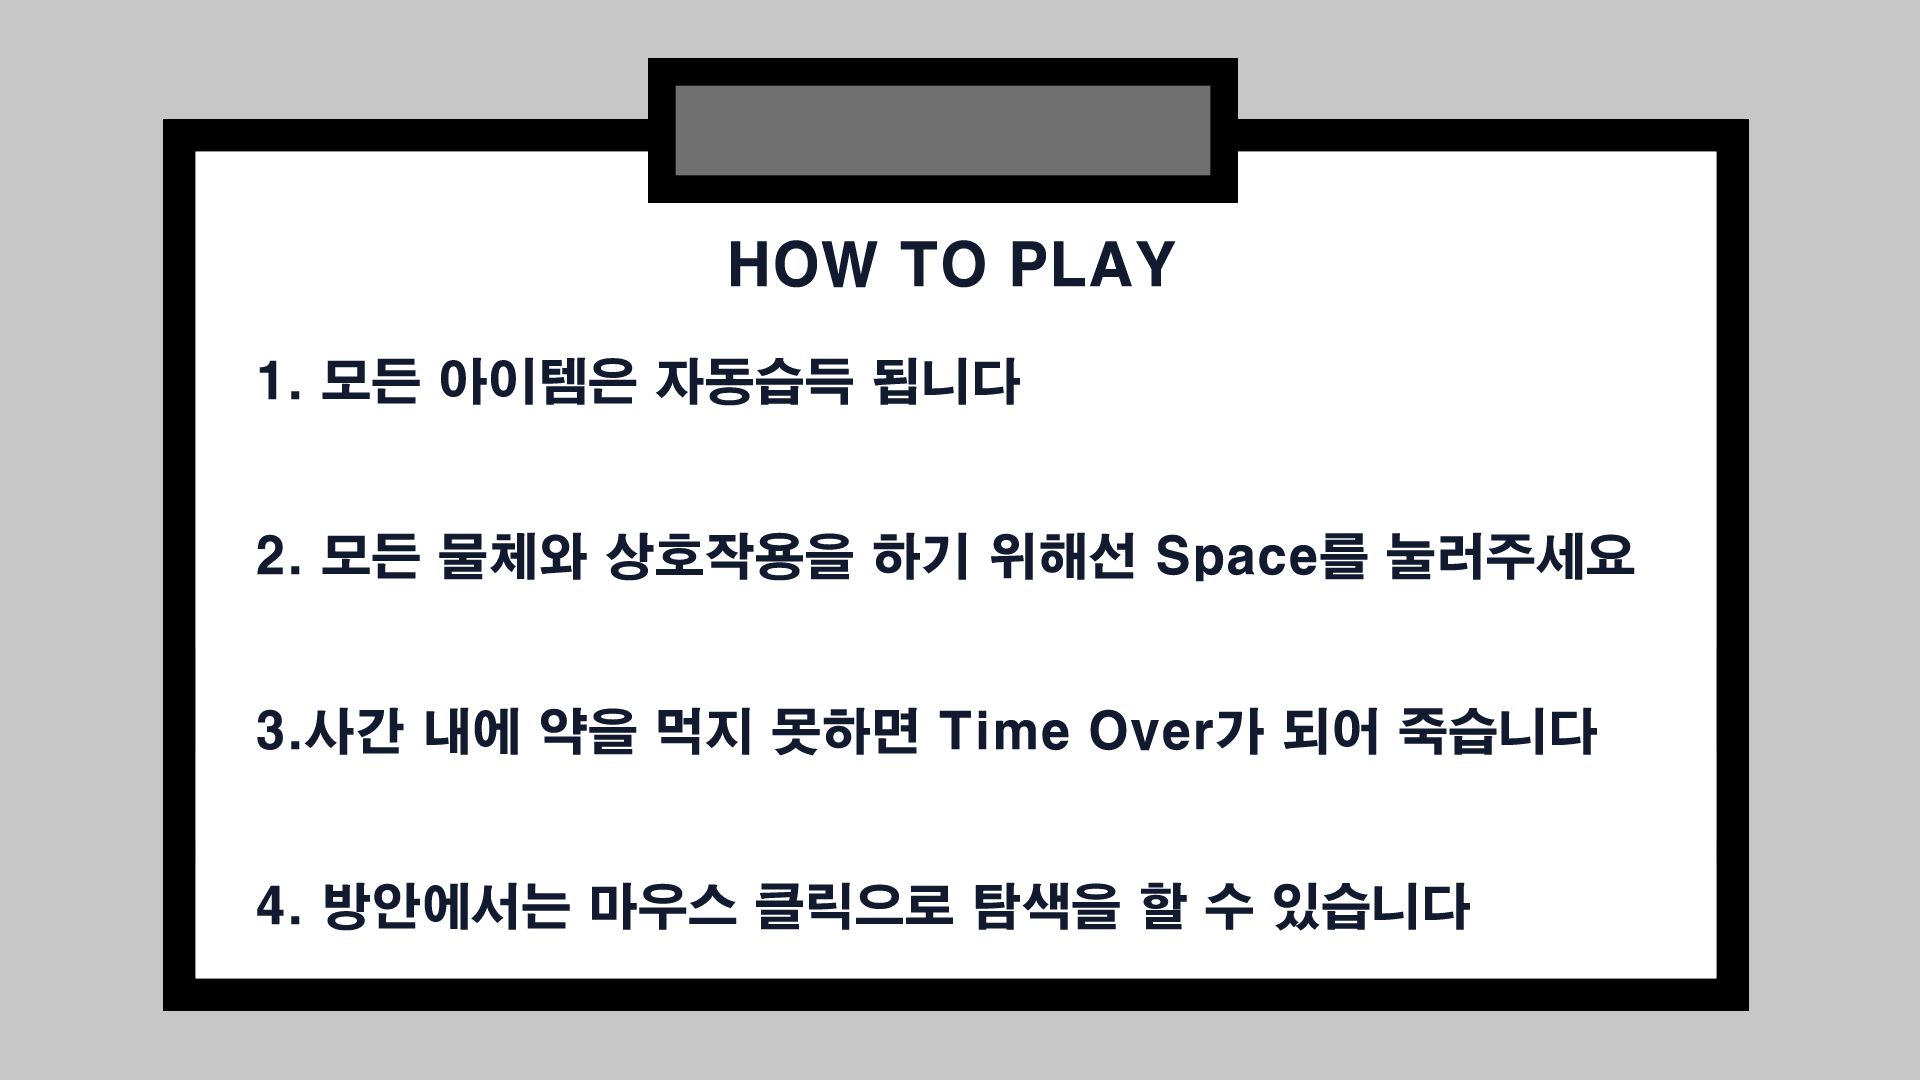 HOW TO PLAY
1. 모든 아이템은 자동습득 됩니다
2. 모든 물체와 상호작용을 하기 위해선 Space를 눌러주세요
3.사간 내에 약을 먹지 못하면 Time Over가 되어 죽습니다
4. 방안에서는 마우스 클릭으로 탐색을 할 수 있습니다